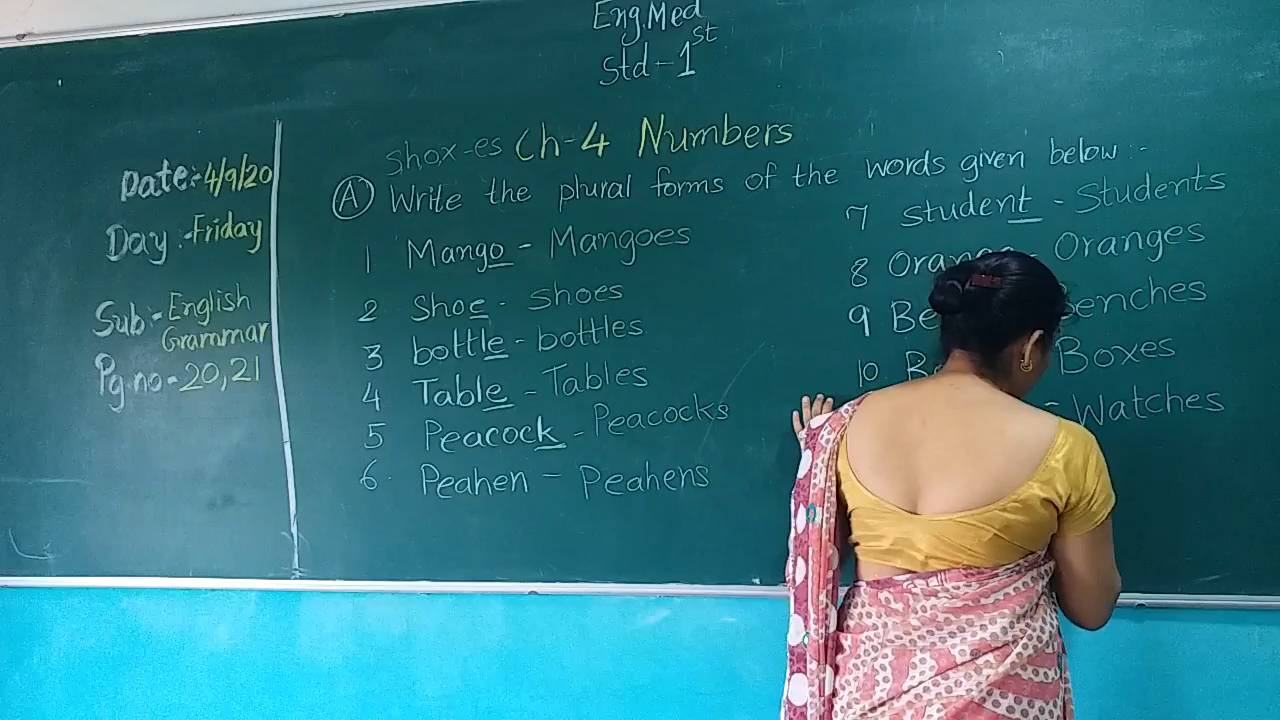 Eng.Med
Std-1st
Date:-4/9/20
Day:-Friday
Sub:-English
Grammar
Pg.no-20,21
shox-es Ch-4 Numbers
(A) Write the plural forms of the words given below:-
1 Mango - Mangoes
2 Shoe - Shoes
3 bottle - bottles
4 Table - Tables
5 Peacock - Peacocks
6. Peahen - Peahens
7 Student - Students
8 Oranges
9 Be enches
10. B Boxes
- Watches